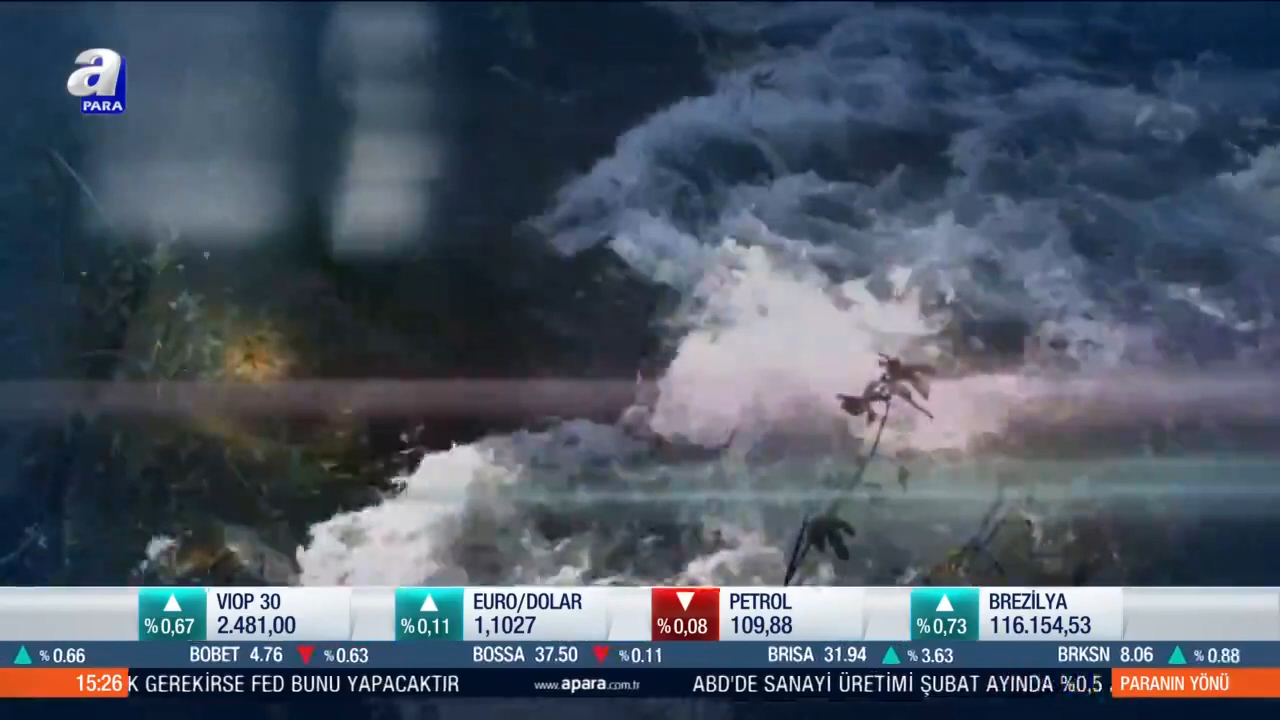 a
PARA
VIOP 30
% 0,67 2.481,00
EURO/DOLAR
% 0,11 1,1027
PETROL
% 0,08 109,88
BREZİLYA
% 0,73 116.154,53
% 0.66 BOBET 4.76 % 0.63 BOSSA 37.50 % 0.11 BRISA 31.94 % 3.63 BRKSN 8.06 % 0.88
15:26 K GEREKİRSE FED BUNU YAPACAKTIR www.apara.com.tr ABD'DE SANAYİ ÜRETİMİ ŞUBAT AYINDA %0,5 PARANIN YÖNÜ